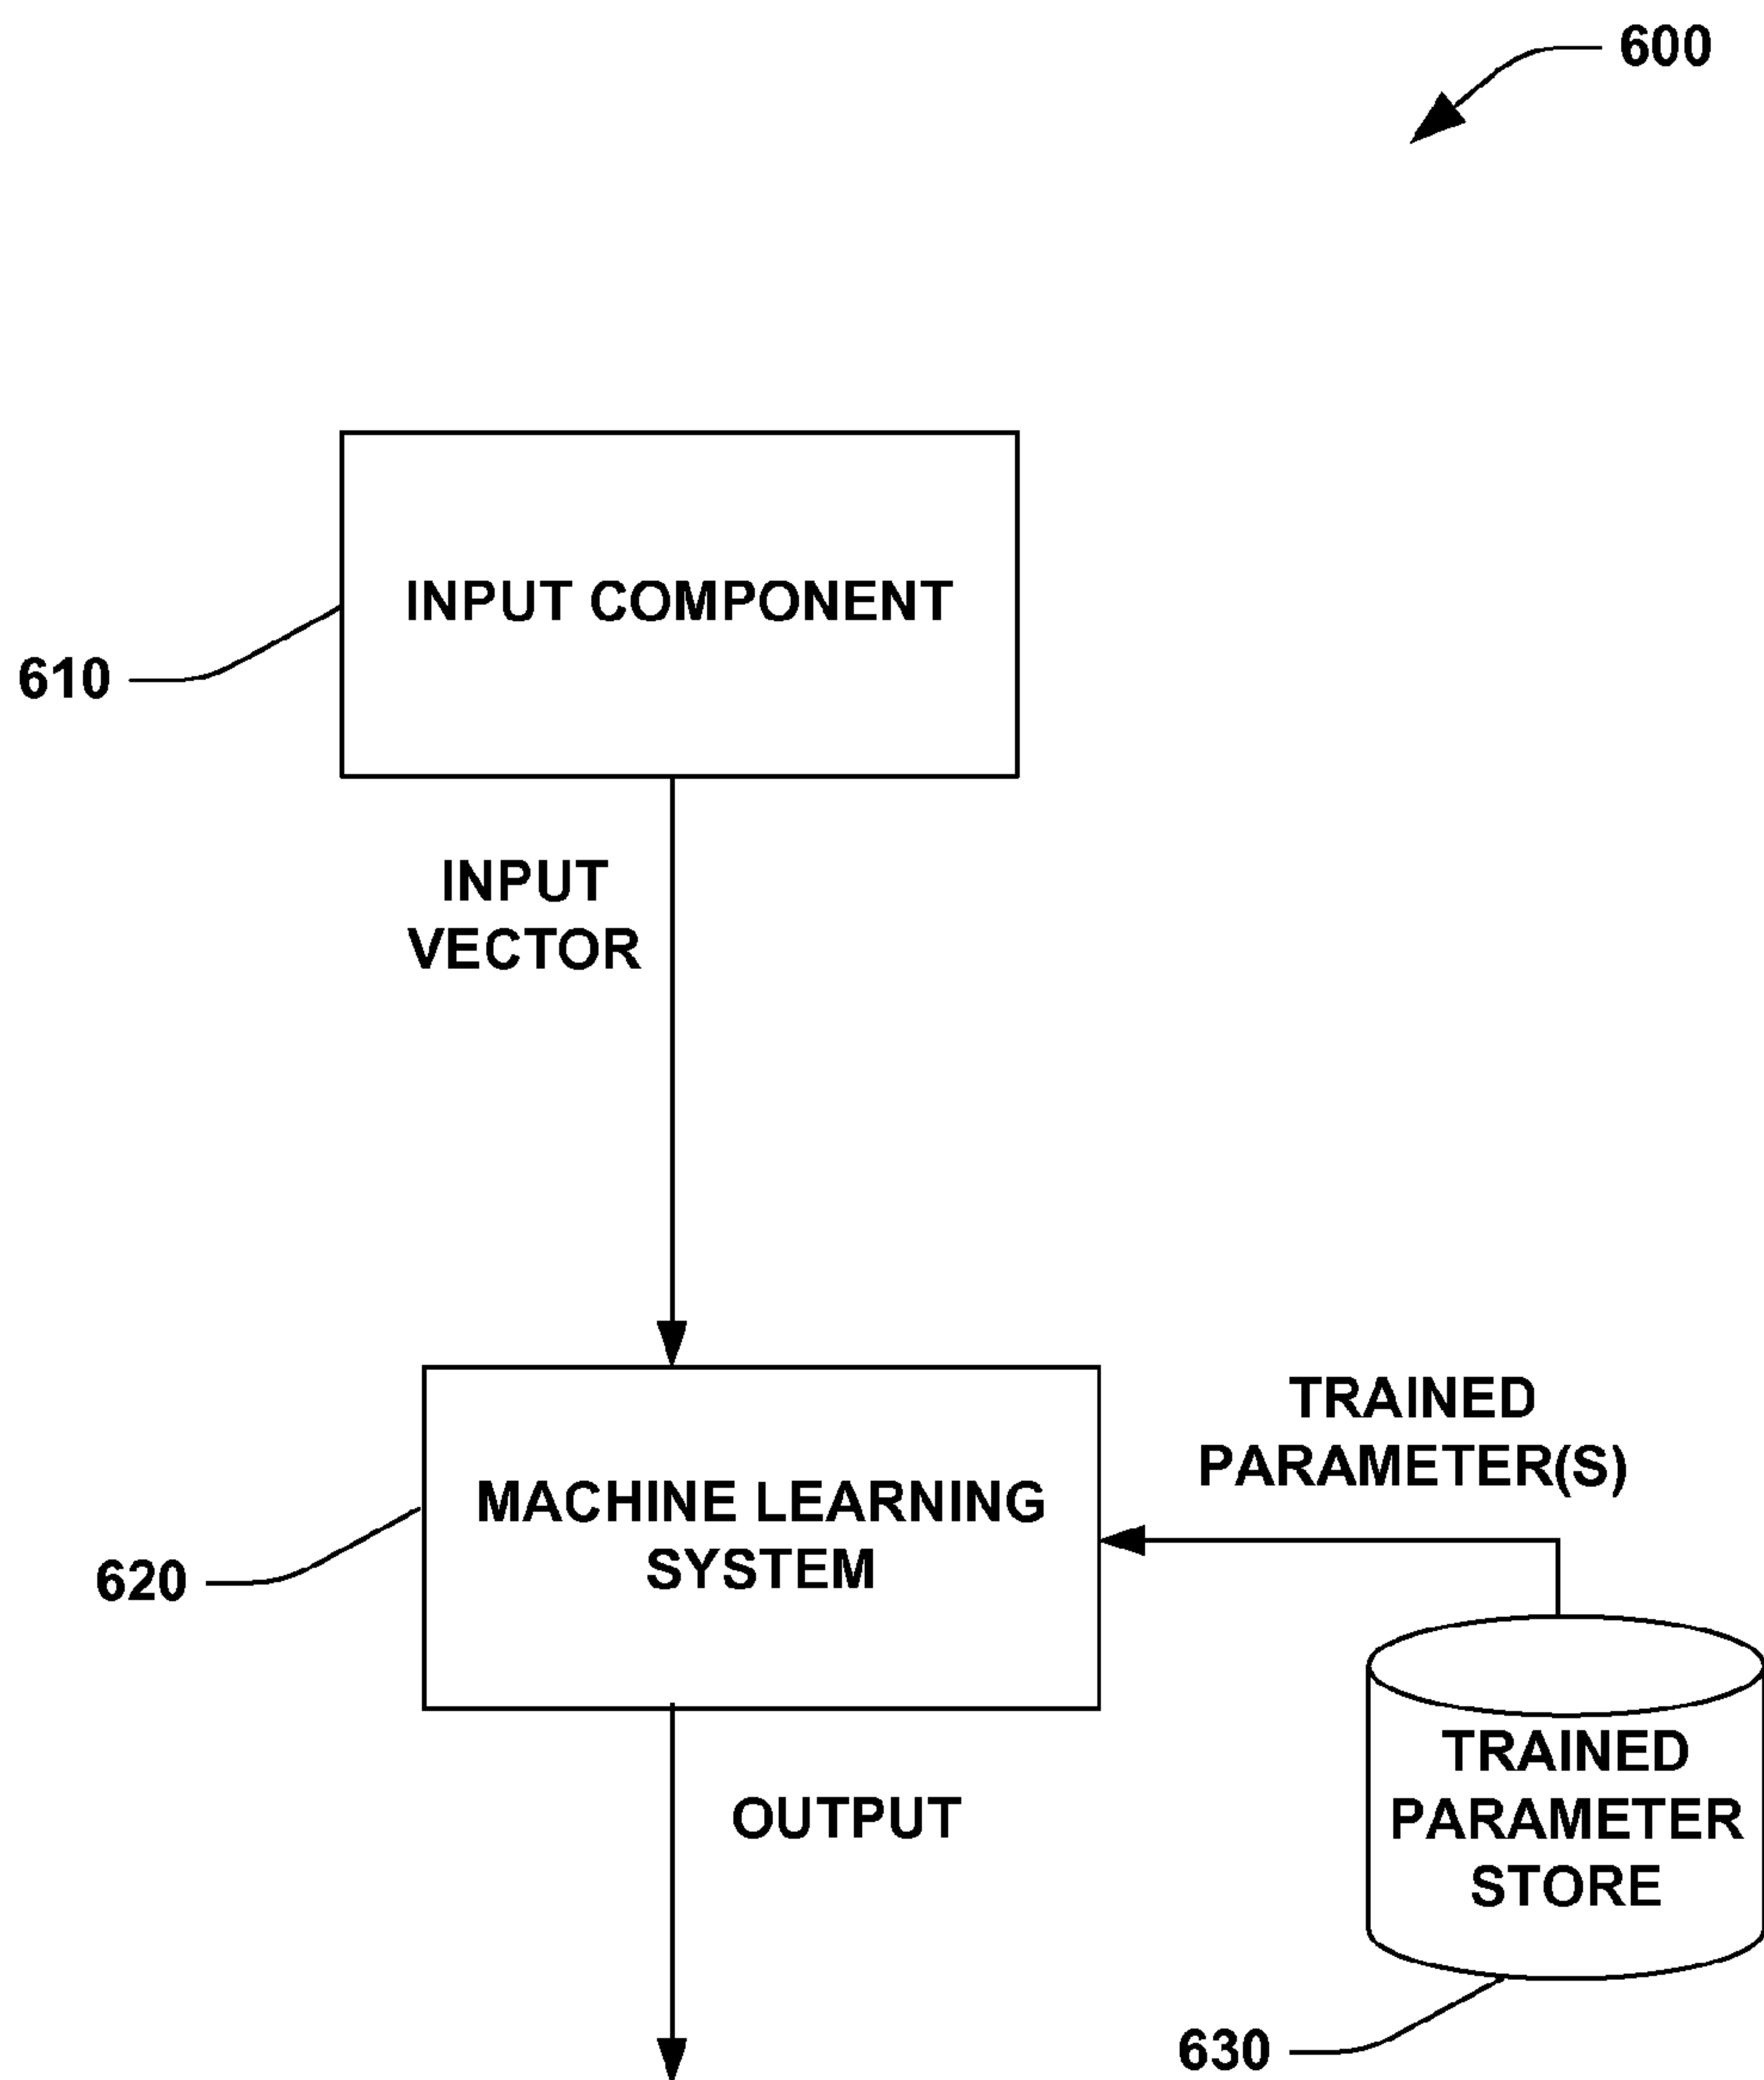 600
INPUT COMPONENT
610
INPUT
VECTOR
TRAINED
PARAMETER(S)
MACHINE LEARNING
SYSTEM
620
TRAINED
PARAMETER
STORE
OUTPUT
630